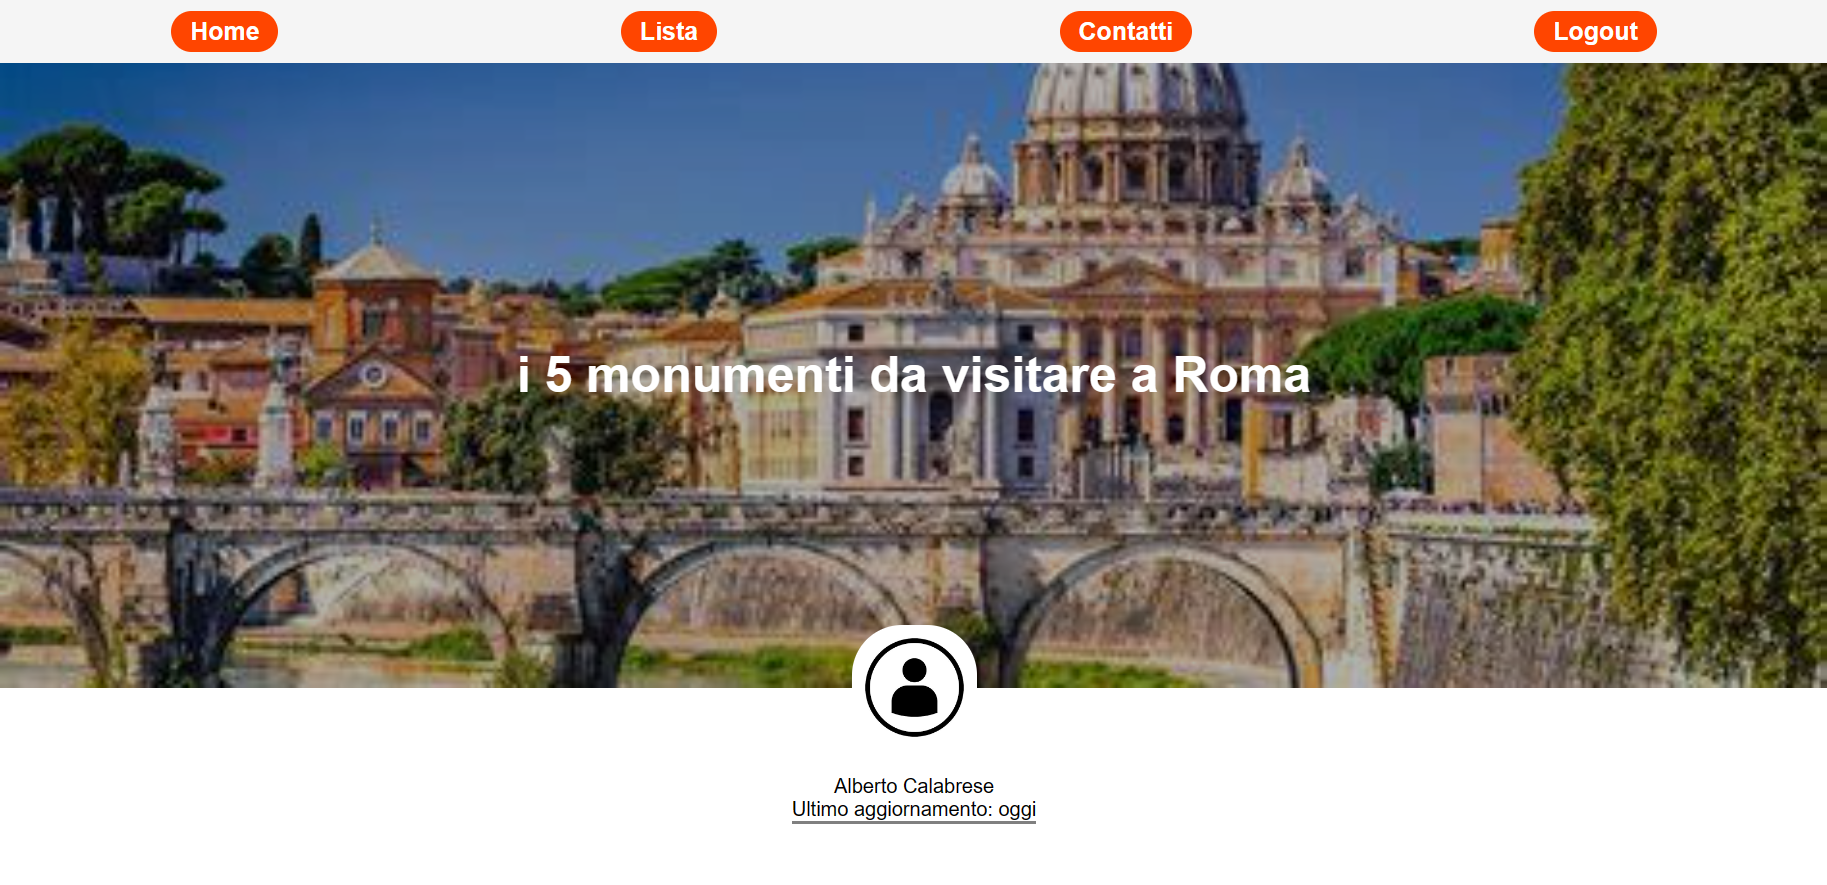 Home
Lista
Contatti
Logout
i 5 monumenti da visitare a Roma
Alberto Calabrese
Ultimo aggiornamento: oggi